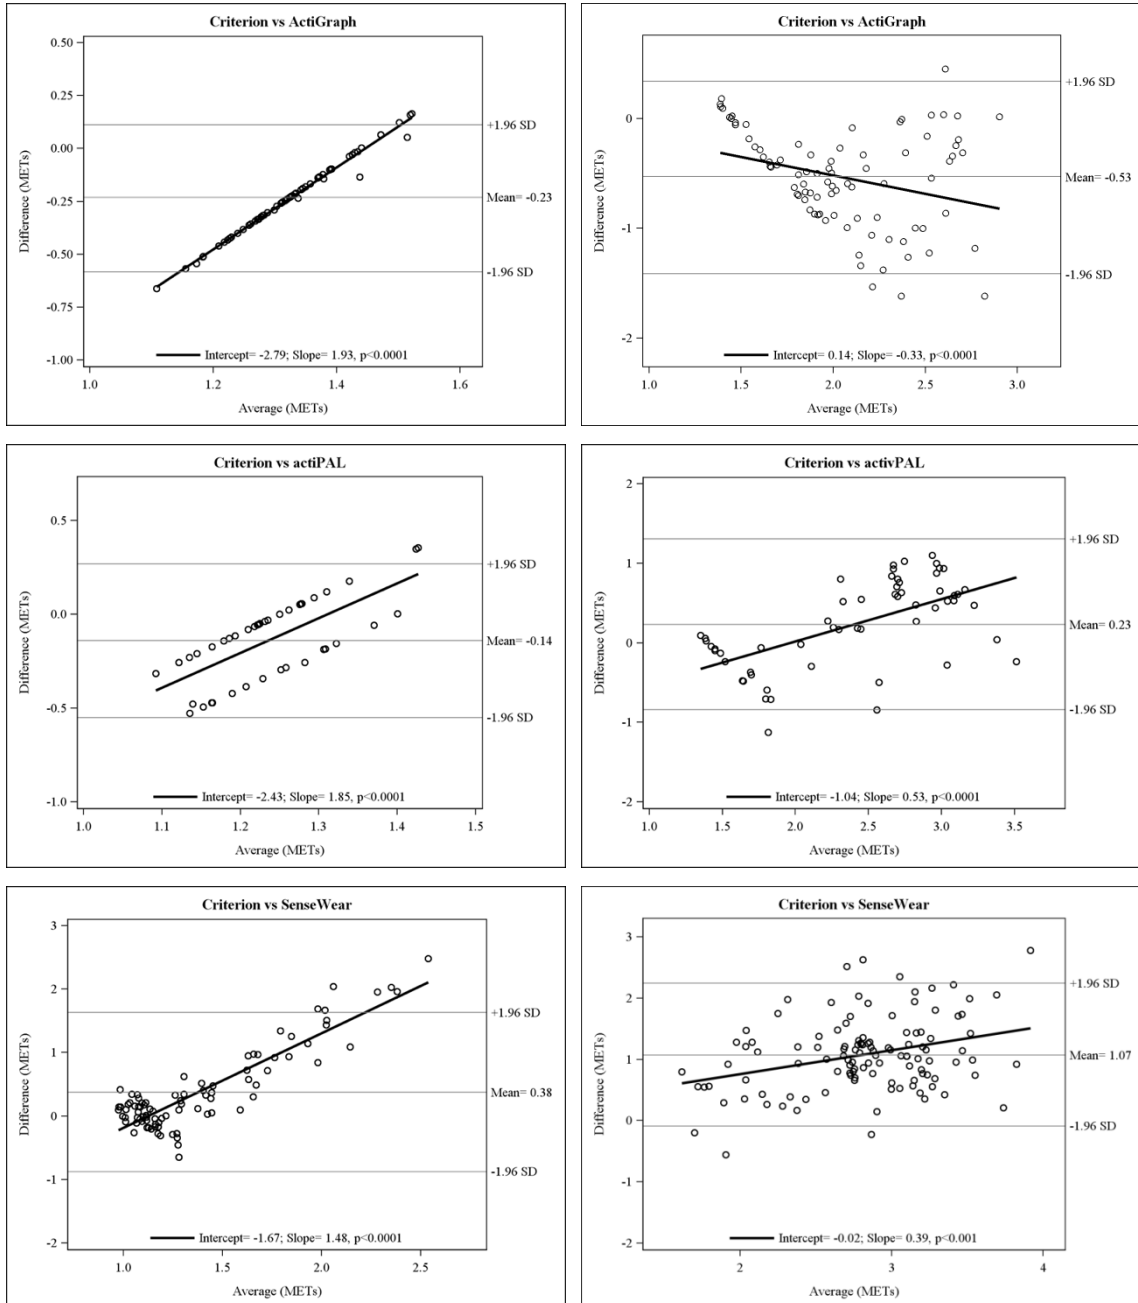 Criterion vs ActiGraph
0.50
0.25
+1.96 SD
0.00
Difference (METs)
Mean= -0.23
-0.25
-0.50
-1.96 SD
-0.75
Intercept= -2.79; Slope= 1.93, p<0.0001
-1.00
1.0 1.2 1.4 1.6
Average (METs)
Criterion vs ActiGraph
+1.96 SD
0
Difference (METs)
Mean= -0.53
-1
-1.96 SD
-2
Intercept= 0.14; Slope= -0.33, p<0.0001
1.0 1.5 2.0 2.5 3.0
Average (METs)
Criterion vs actiPAL
0.5
+1.96 SD
0.0
Difference (METs)
Mean= -0.14
-0.5
-1.96 SD
-1.0
Intercept= -2.43; Slope= 1.85, p<0.0001
1.0 1.1 1.2 1.3 1.4 1.5
Average (METs)
Criterion vs activPAL
2
+1.96 SD
1
Difference (METs)
Mean= 0.23
0
-1.96 SD
-1
Intercept= -1.04; Slope= 0.53, p<0.0001
-2
1.0 1.5 2.0 2.5 3.0 3.5
Average (METs)
Criterion vs SenseWear
3
2
+1.96 SD
1
Difference (METs)
Mean= 0.38
0
-1.96 SD
-1
Intercept= -1.67; Slope= 1.48, p<0.0001
-2
1.0 1.5 2.0 2.5
Average (METs)
Criterion vs SenseWear
3
+1.96 SD
2
Difference (METs)
Mean= 1.07
1
0
-1.96 SD
-1
Intercept= -0.02; Slope= 0.39, p<0.001
-2
2 3 4
Average (METs)